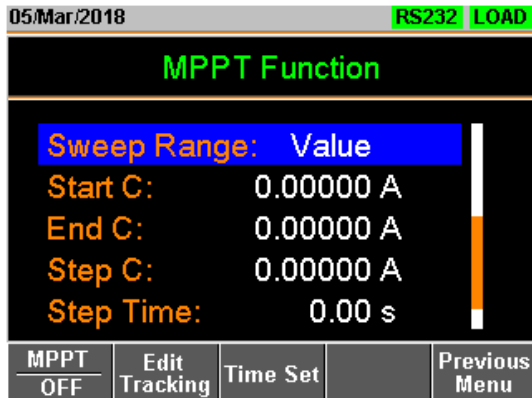 05/Mar/2018 RS232 LOAD
MPPT Function
Sweep Range: Value
Start C: 0.00000 A
End C: 0.00000 A
Step C: 0.00000 A
Step Time: 0.00 s
MPPT Edit Time Set Previous
OFF Tracking Menu